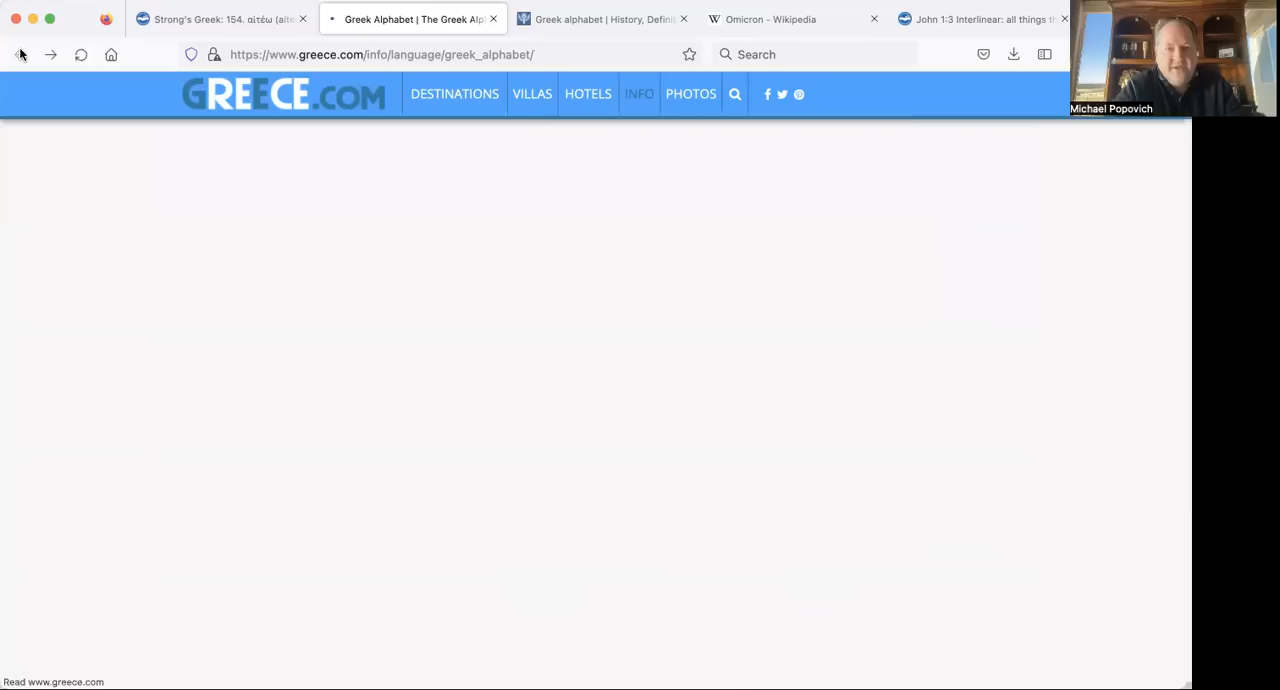 Strong's Greek: 154. αἰτέω (aite
Greek Alphabet | The Greek Alp
Greek alphabet | History, Defini
Omicron - Wikipedia
John 1:3 Interlinear: all things th
https://www.greece.com/info/language/greek_alphabet/
Search
GREECE.COM
DESTINATIONS
VILLAS
HOTELS
INFO
PHOTOS
Michael Popovich
Read www.greece.com